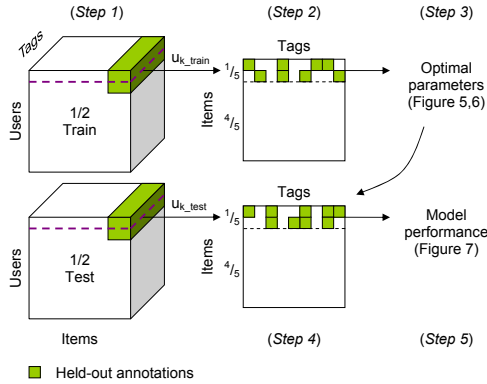 (Step 1)
(Step 2)
(Step 3)
Tags
u_k_train
Tags
Users
1/2
Train
Items
1/5
4/5
Optimal
parameters
(Figure 5,6)
Tags
u_k_test
Users
1/2
Test
Items
1/5
4/5
Model
performance
(Figure 7)
Items
(Step 4)
(Step 5)
Held-out annotations